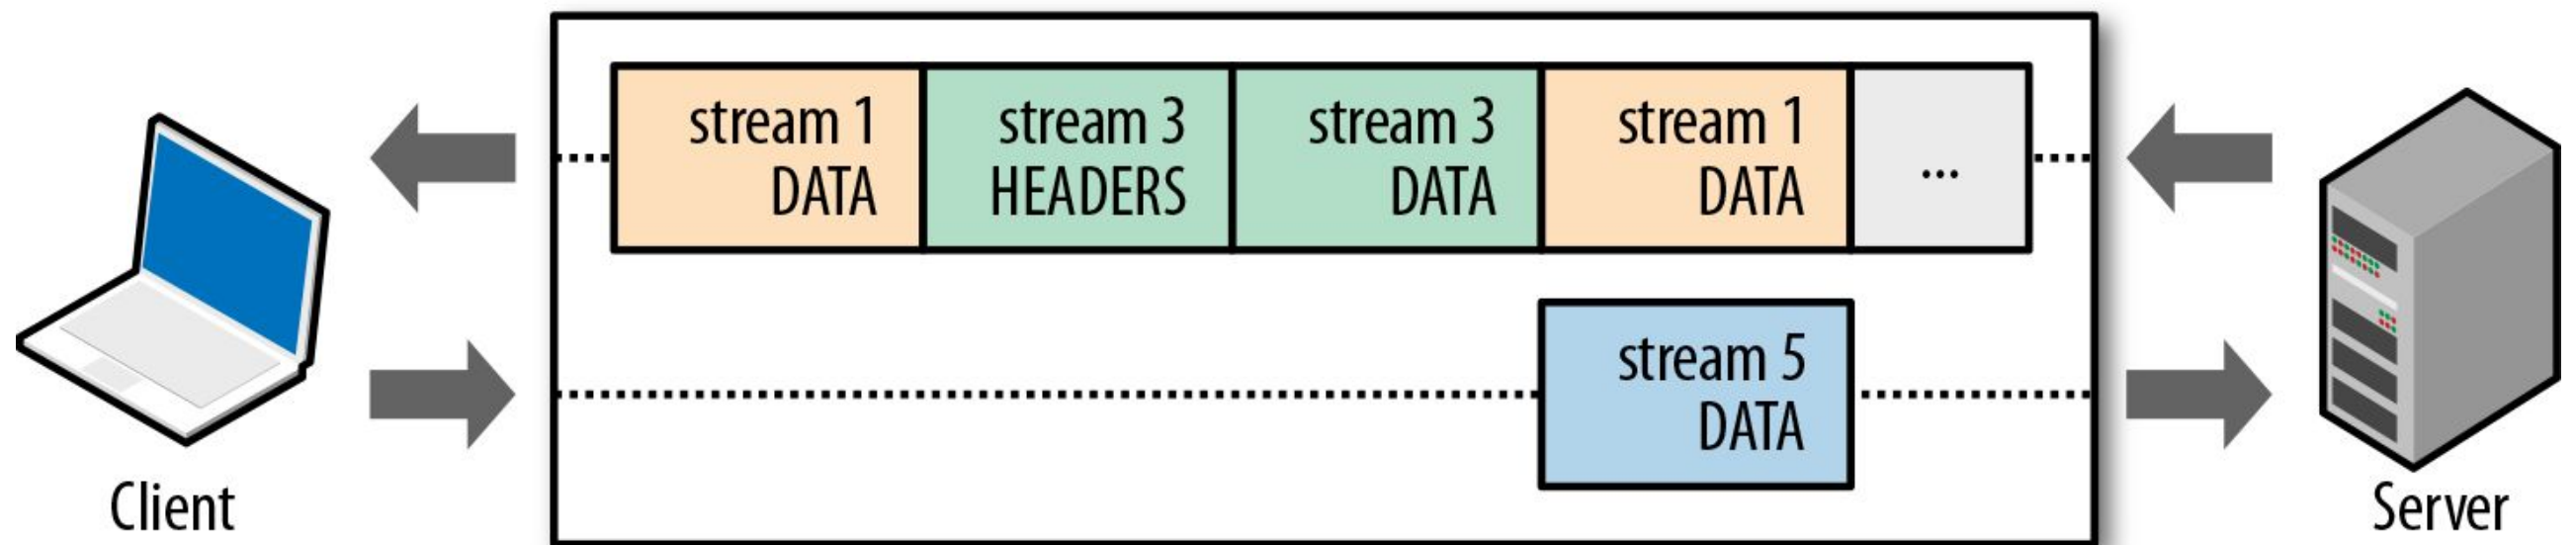 stream 1
DATA
stream 3
HEADERS
stream 3
DATA
stream 1
DATA
...
stream 5
DATA
Client
Server